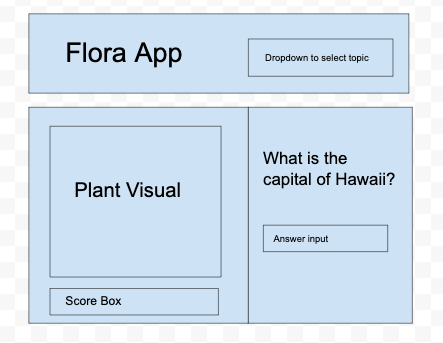 Flora App
Dropdown to select topic
Plant Visual
Score Box
What is the
capital of Hawaii?
Answer input